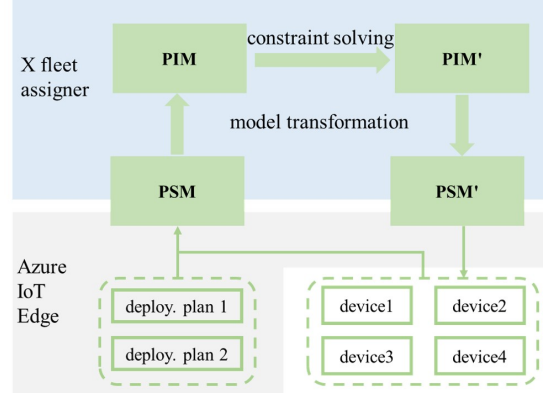 constraint solving
X fleet
assigner
PIM
PIM'
model transformation
PSM
PSM'
Azure
IoT
Edge
deploy. plan 1
deploy. plan 2
device1
device2
device3
device4